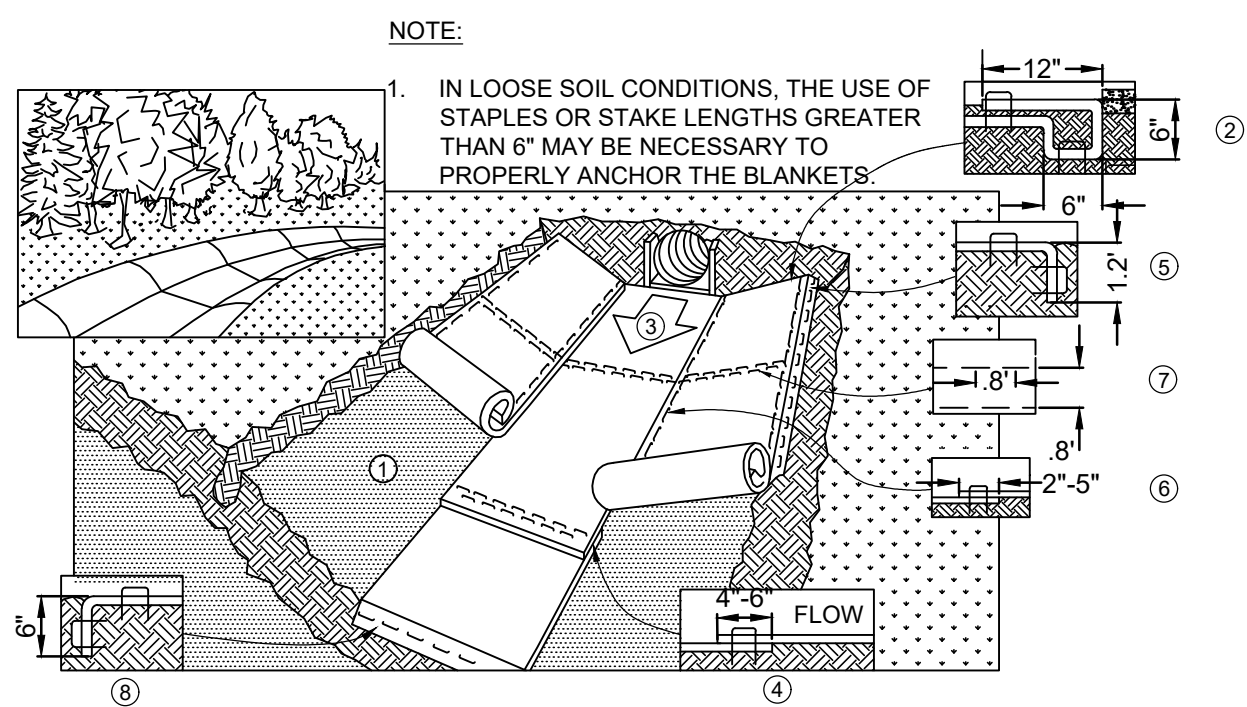 NOTE:
1. IN LOOSE SOIL CONDITIONS, THE USE OF
STAPLES OR STAKE LENGTHS GREATER
THAN 6" MAY BE NECESSARY TO
PROPERLY ANCHOR THE BLANKETS.
12"
6"
2
6"
1.2'
5
3
.8'
7
.8'
1
2"-5"
6
6"
8
4"-6"
FLOW
4